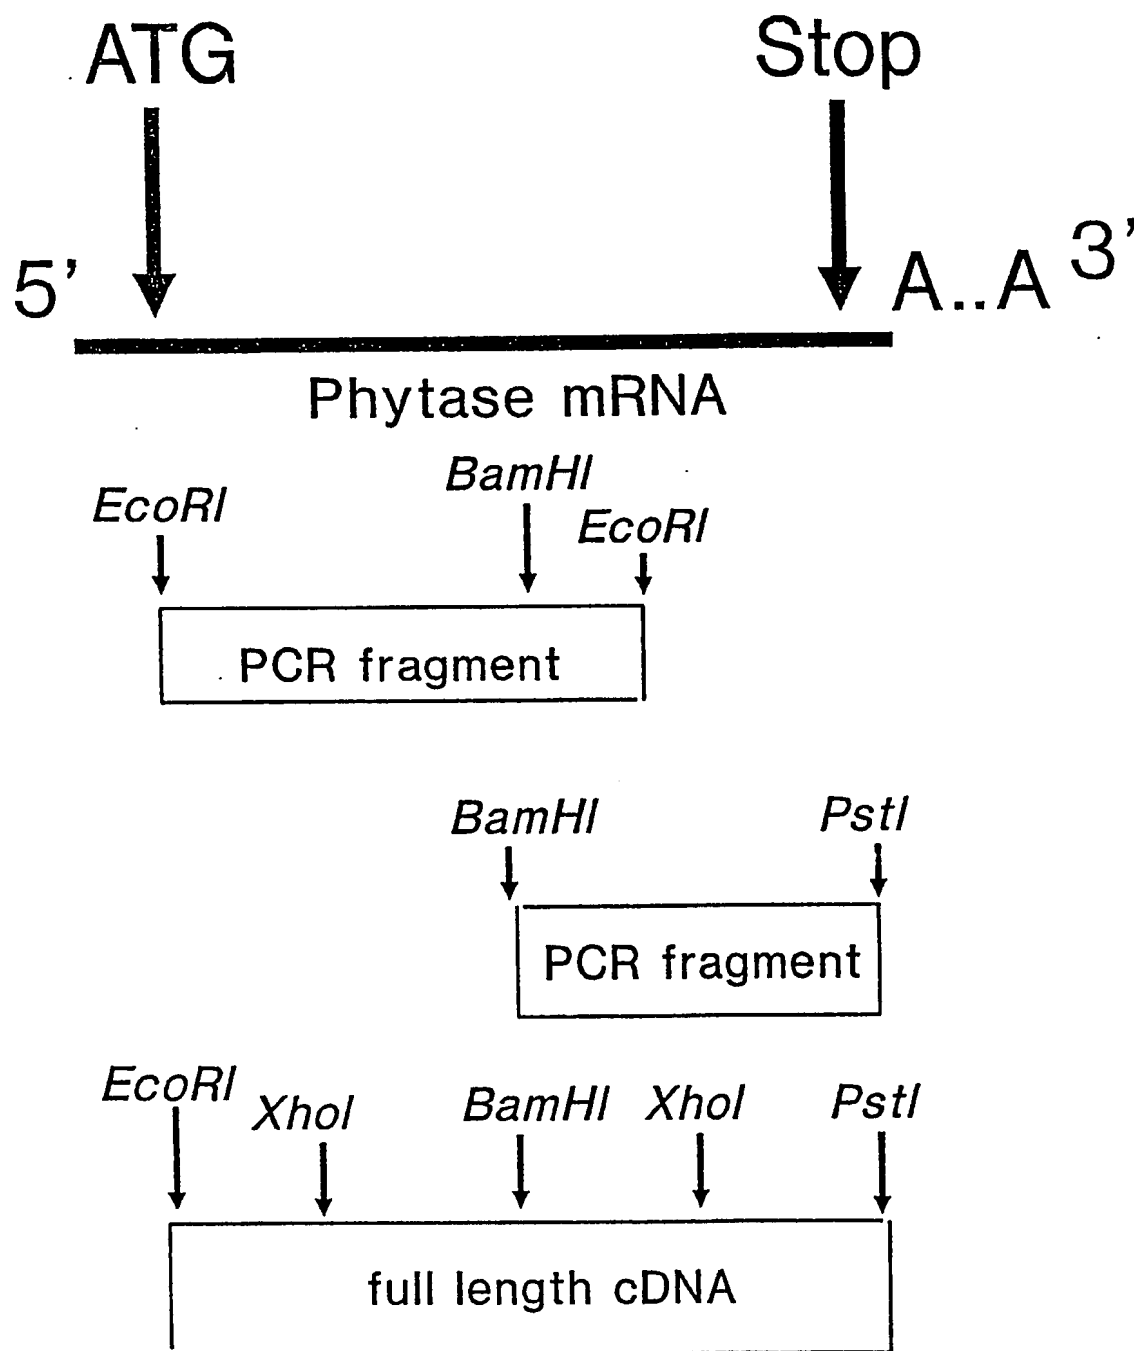 ATG Stop
5' A..A 3'
Phytase mRNA
EcoRI BamHI EcoRI
PCR fragment
BamHI PstI
PCR fragment
EcoRI XhoI BamHI XhoI PstI
full length cDNA